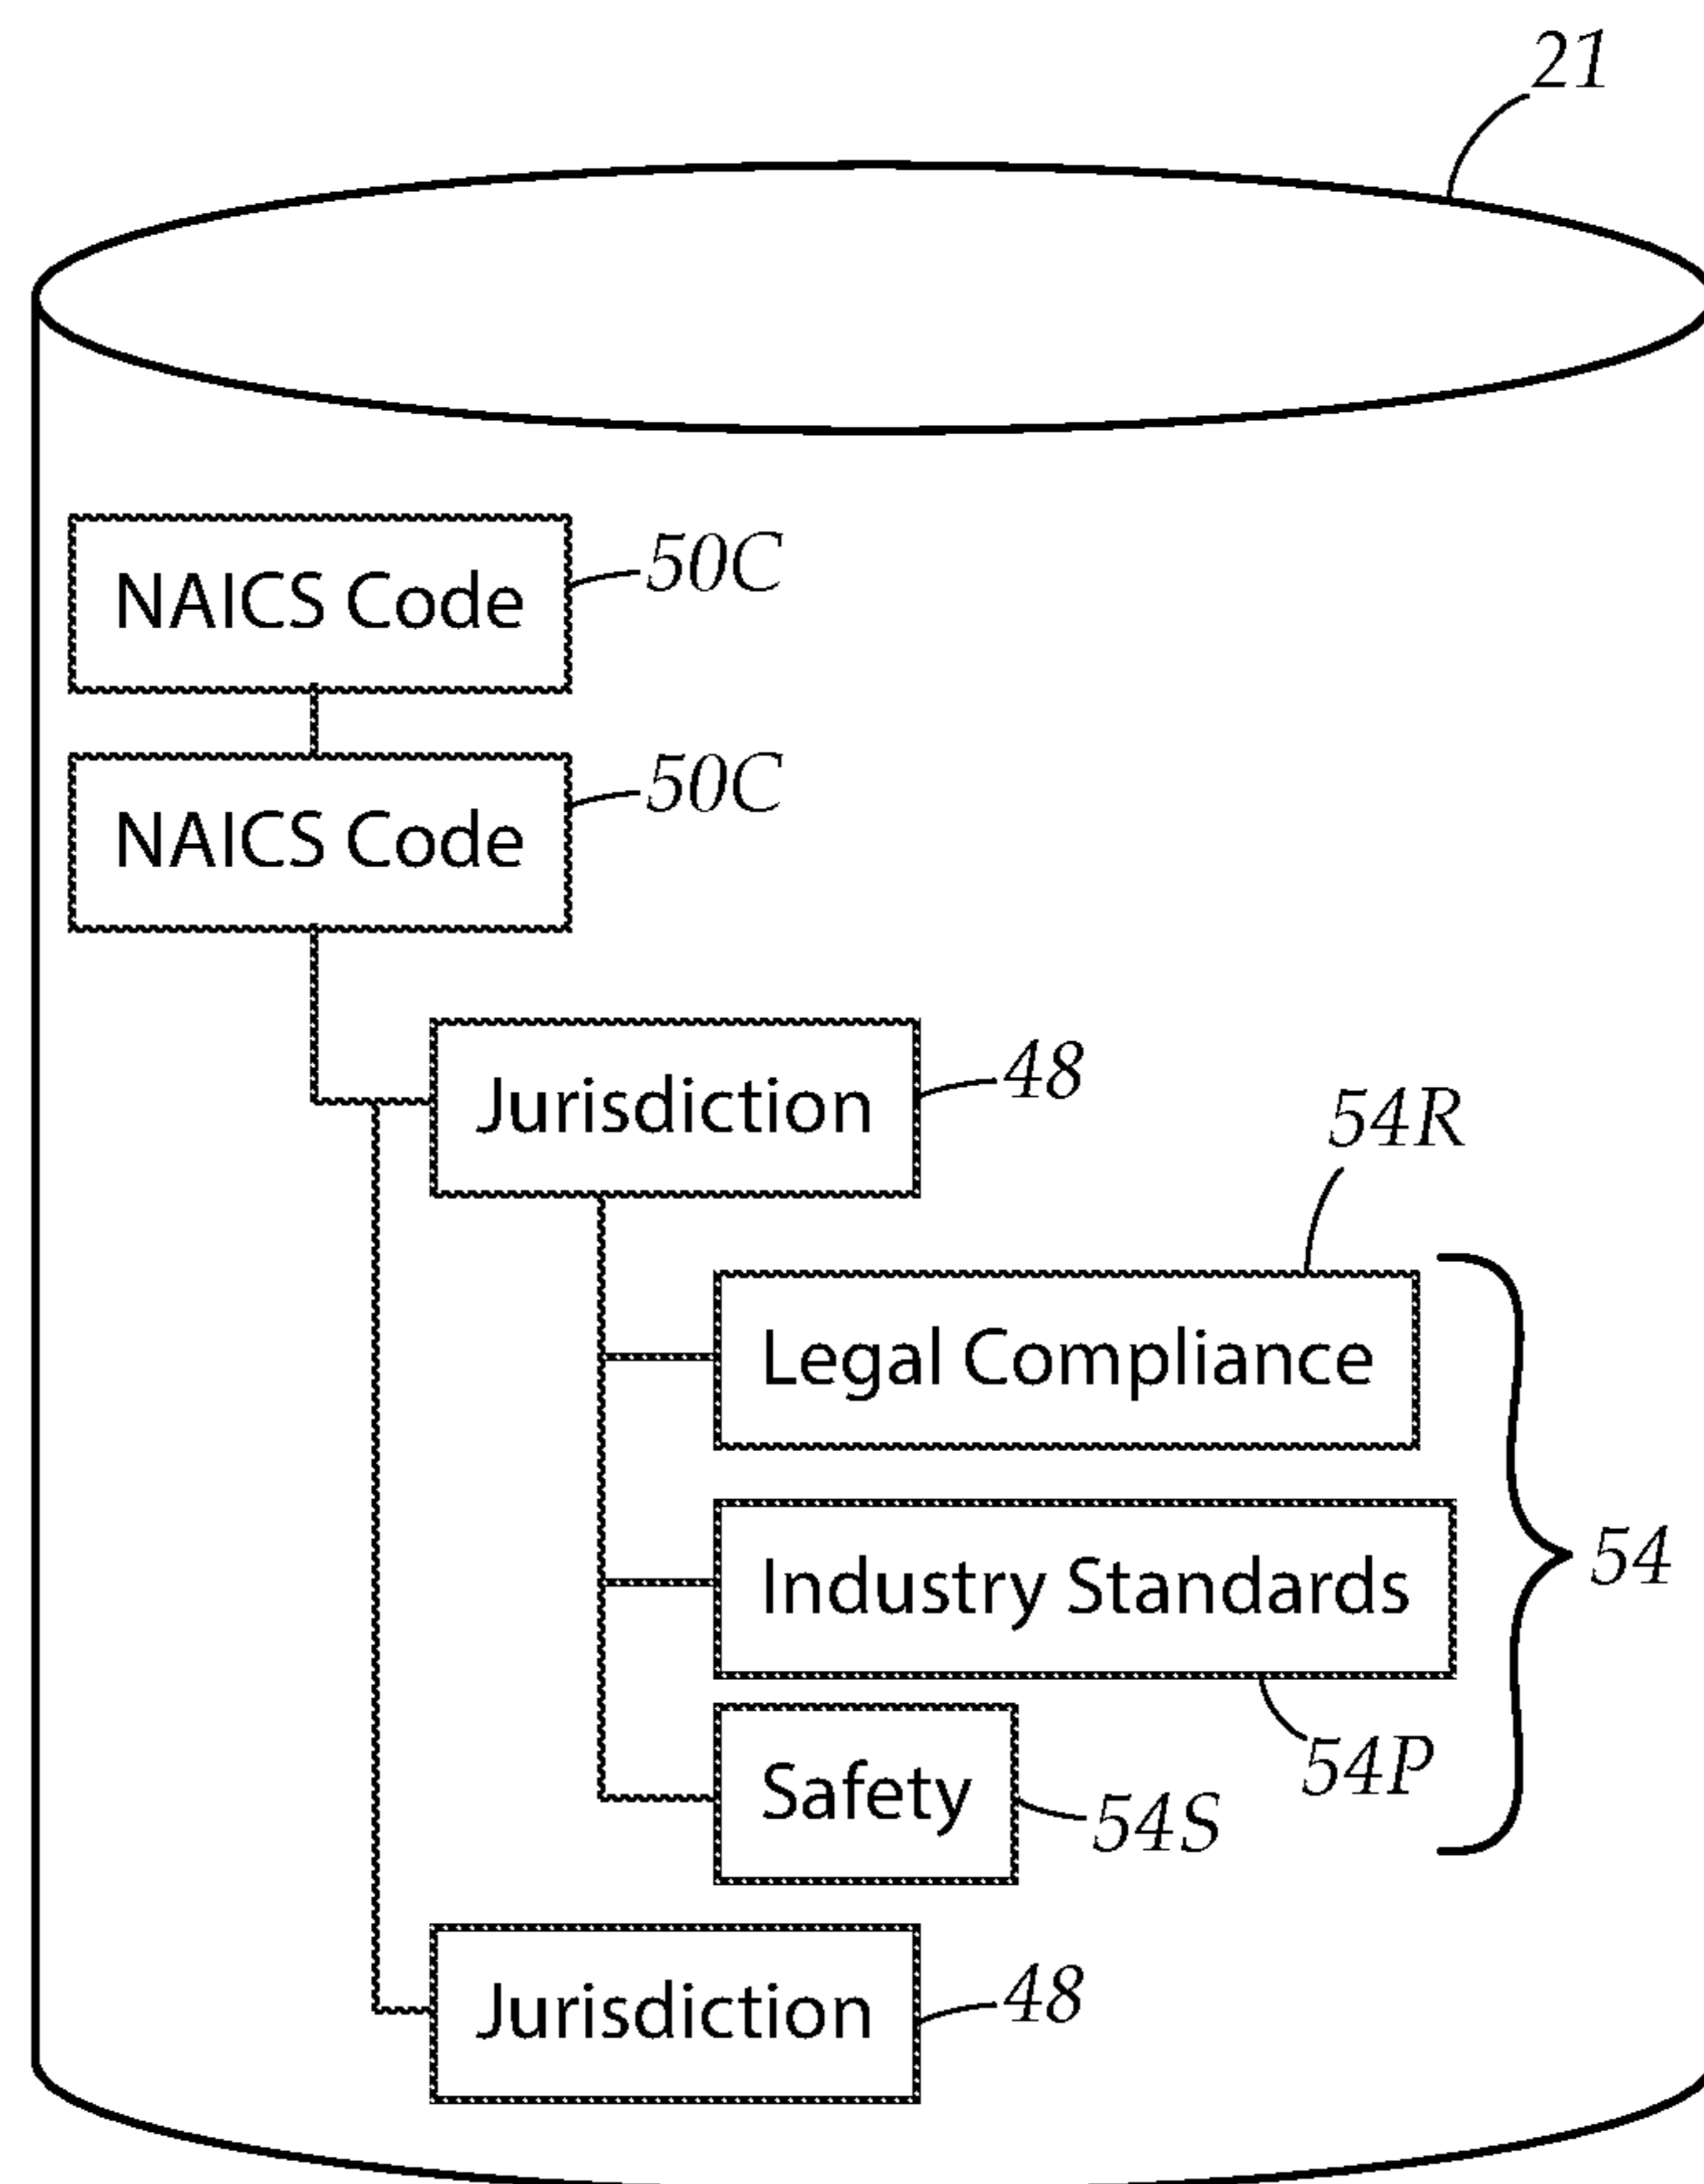 21
NAICS Code 50C
NAICS Code 50C
Jurisdiction 48
54R
Legal Compliance
Industry Standards 54
54P
Safety 54S
Jurisdiction 48